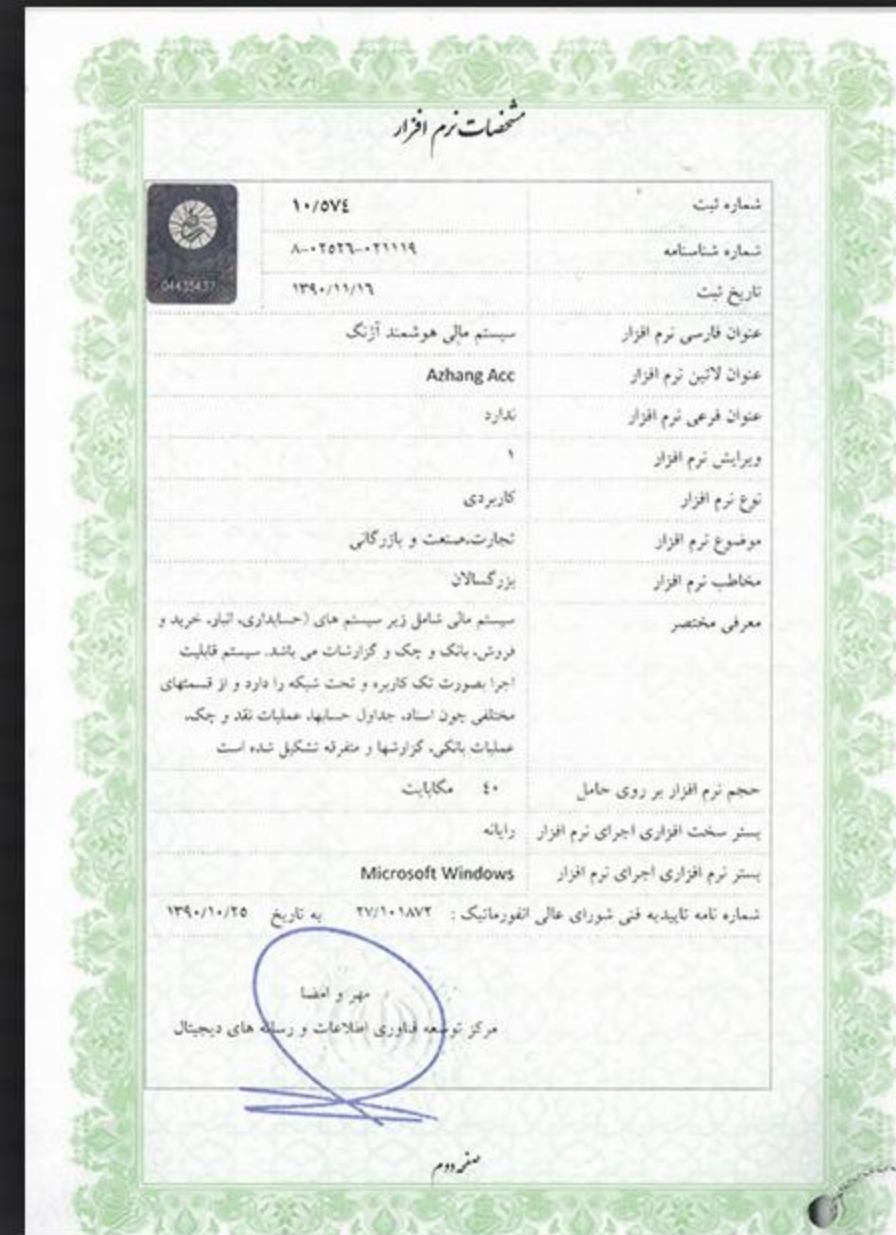 مشخصات نرم افزار
شماره ثبت ۱۰/۵۷٤
شماره شناسنامه ۸-۰۲۵۲٦-۰۲۱۱۱۹
تاریخ ثبت ۱۳۹۰/۱۱/۱٦
04435437
عنوان فارسی نرم افزار سیستم مالی هوشمند آژنگ
عنوان لاتین نرم افزار Azhang Acc
عنوان فرعی نرم افزار ندارد
ویرایش نرم افزار ۱
نوع نرم افزار کاربردی
موضوع نرم افزار تجارت،صنعت و بازرگانی
مخاطب نرم افزار بزرگسالان
معرفی مختصر سیستم مالی شامل زیر سیستم های (حسابداری، انبار، خرید و
فروش، بانک و چک و گزارشات می باشد. سیستم قابلیت
اجرا بصورت تک کاربره و تحت شبکه را دارد و از قسمتهای
مختلفی چون اسناد، جداول حسابها، عملیات نقد و چک،
عملیات بانکی، گزارشها و متفرقه تشکیل شده است
حجم نرم افزار بر روی حامل ٤۰ مگابایت
بستر سخت افزاری اجرای نرم افزار رایانه
بستر نرم افزاری اجرای نرم افزار Microsoft Windows
شماره نامه تاییدیه فنی شورای عالی انفورماتیک : ۲۷/۱۰۱۸۷۲ به تاریخ ۱۳۹۰/۱۰/۲۵
مهر و امضا
مرکز توسعه فناوری اطلاعات و رسانه های دیجیتال
صفحه دوم